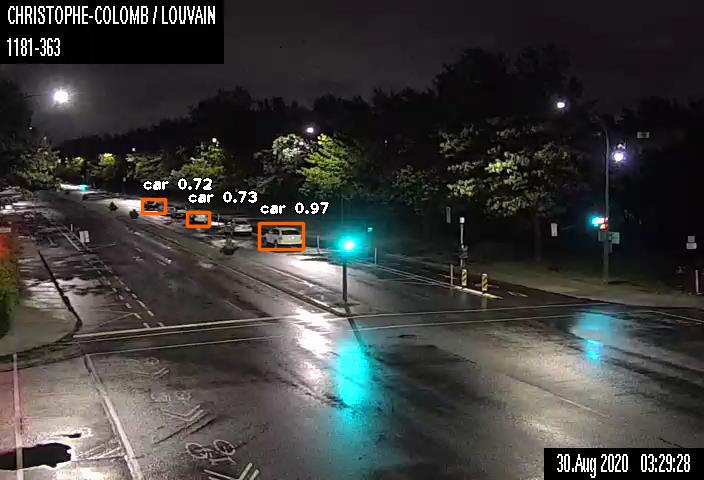 CHRISTOPHE-COLOMB / LOUVAIN
1181-363
car 0.72
car 0.73
car 0.97
30.Aug 2020 03:29:28